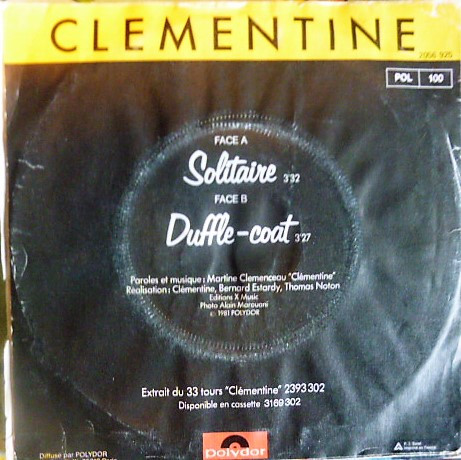 CLEMENTINE
2056 925
POL 100
FACE A
Solitaire 3'32
FACE B
Duffle-coat 3'27
Paroles et musique: Martine Clemenceau "Clémentine"
Réalisation: Clémentine, Bernard Estardy, Thomas Noton
Editions X Music
Photo Alain Marouani
℗ 1981 POLYDOR
Extrait du 33 tours "Clémentine" 2393 302
Disponible en cassette 3169 302
Diffusé par POLYDOR
polydor